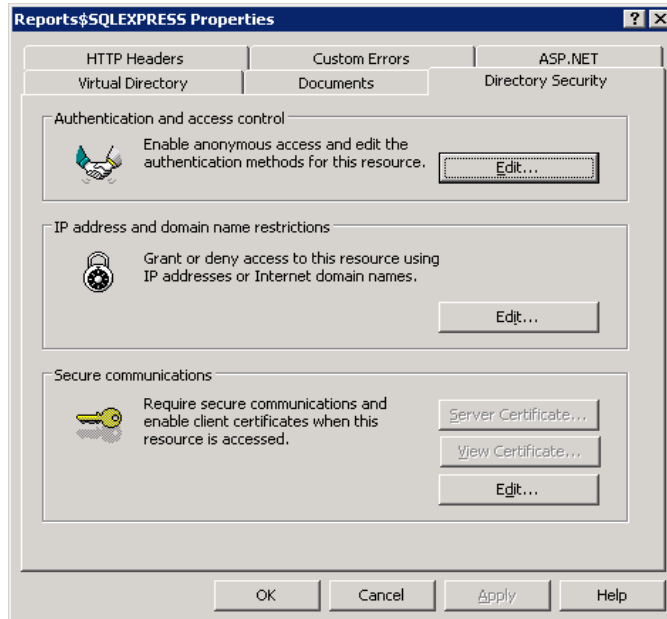 Reports$SQLEXPRESS Properties
HTTP Headers
Custom Errors
ASP.NET
Virtual Directory
Documents
Directory Security
Authentication and access control
Enable anonymous access and edit the
authentication methods for this resource.
Edit...
IP address and domain name restrictions
Grant or deny access to this resource using
IP addresses or Internet domain names.
Edit...
Secure communications
Require secure communications and
enable client certificates when this
resource is accessed.
Server Certificate...
View Certificate...
Edit...
OK
Cancel
Apply
Help